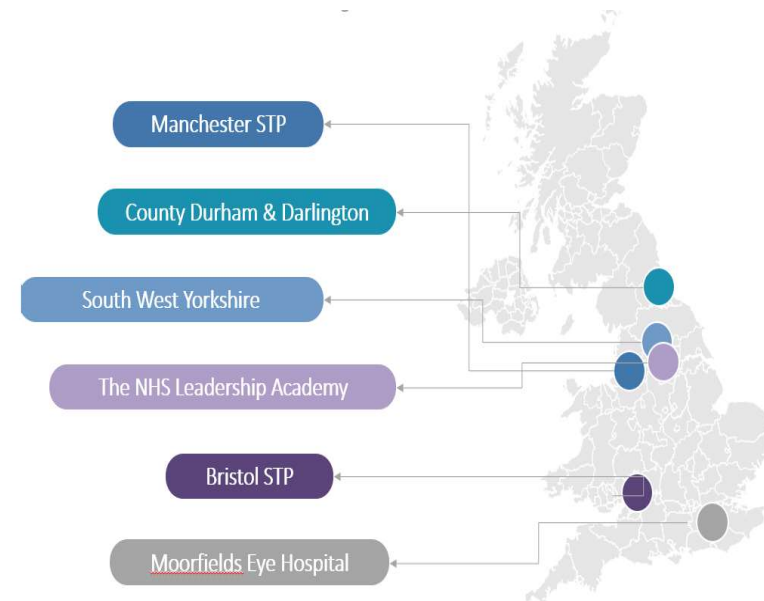 Manchester STP
County Durham & Darlington
South West Yorkshire
The NHS Leadership Academy
Bristol STP
Moorfields Eye Hospital